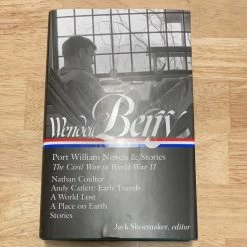 Wendell Berry
Port William Novels & Stories
The Civil War to World War II
Nathan Coulter
Andy Catlett: Early Travels
A World Lost
A Place on Earth
Stories
Jack Shoemaker, editor